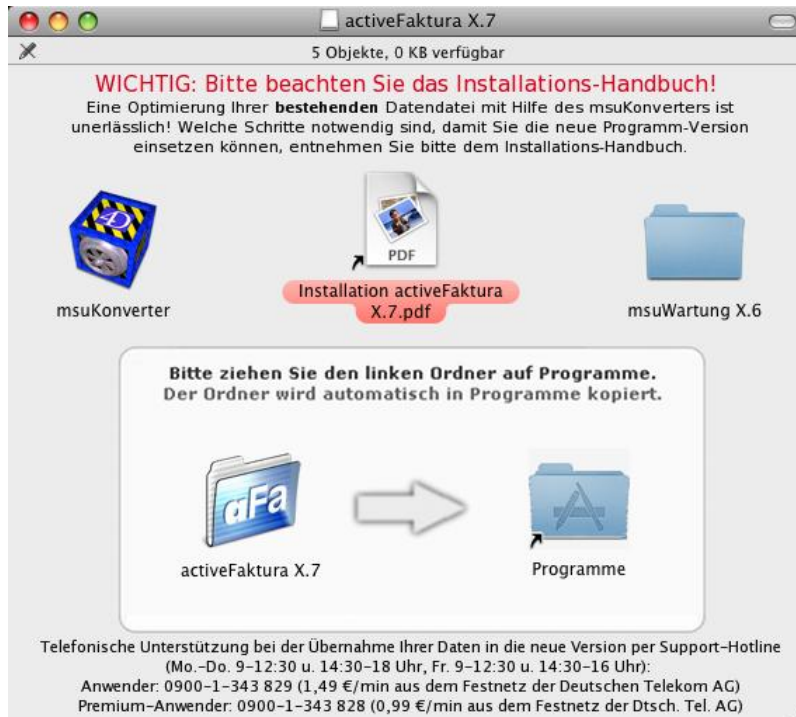 activeFaktura X.7
5 Objekte, 0 KB verfügbar
WICHTIG: Bitte beachten Sie das Installations-Handbuch!
Eine Optimierung Ihrer bestehenden Datendatei mit Hilfe des msuKonverters ist
unerlässlich! Welche Schritte notwendig sind, damit Sie die neue Programm-Version
einsetzen können, entnehmen Sie bitte dem Installations-Handbuch.
4D
PDF
msuKonverter
Installation activeFaktura
X.7.pdf
msuWartung X.6
Bitte ziehen Sie den linken Ordner auf Programme.
Der Ordner wird automatisch in Programme kopiert.
aFa
activeFaktura X.7
Programme
Telefonische Unterstützung bei der Übernahme Ihrer Daten in die neue Version per Support-Hotline
(Mo.-Do. 9-12:30 u. 14:30-18 Uhr, Fr. 9-12:30 u. 14:30-16 Uhr):
Anwender: 0900-1-343 829 (1,49 €/min aus dem Festnetz der Deutschen Telekom AG)
Premium-Anwender: 0900-1-343 828 (0,99 €/min aus dem Festnetz der Dtsch. Tel. AG)